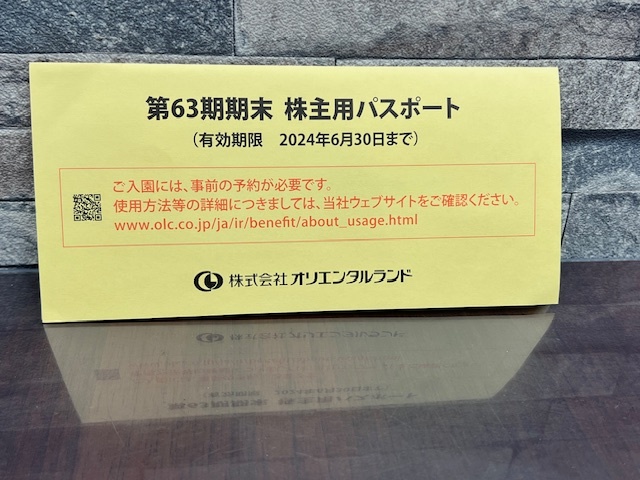 第63期期末 株主用パスポート
(有効期限 2024年6月30日まで)
ご入園には、事前の予約が必要です。
使用方法等の詳細につきましては、当社ウェブサイトをご確認ください。
www.olc.co.jp/ja/ir/benefit/about_usage.html
株式会社オリエンタルランド